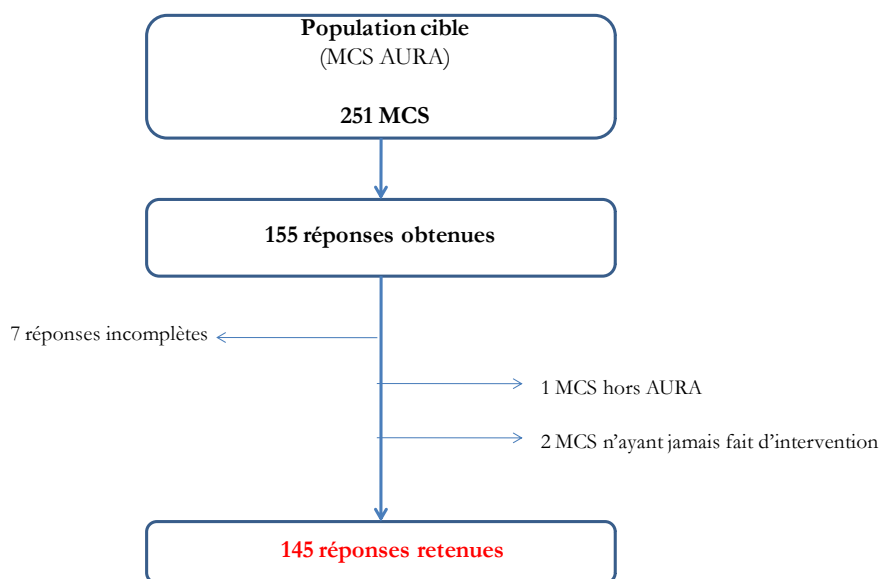 Population cible
(MCS AURA)
251 MCS
155 réponses obtenues
7 réponses incomplètes
1 MCS hors AURA
2 MCS n'ayant jamais fait d'intervention
145 réponses retenues